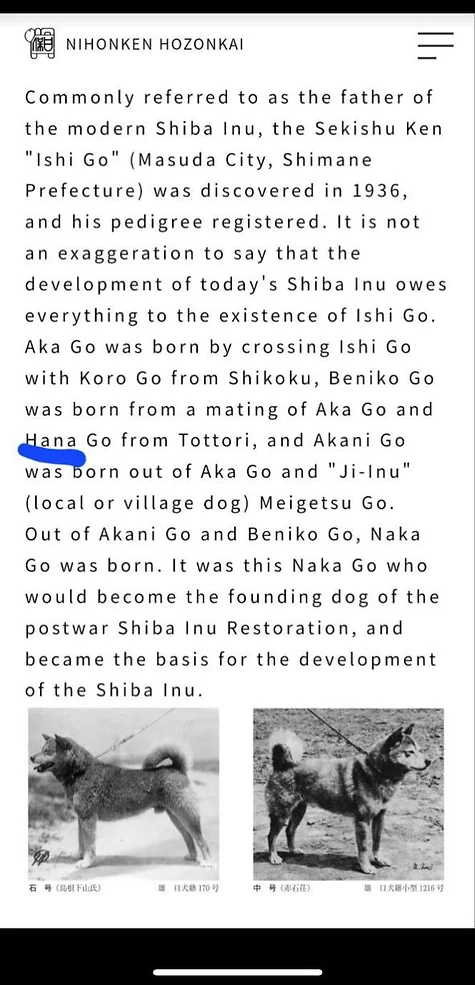 NIHONKEN HOZONKAI
Commonly referred to as the father of
the modern Shiba Inu, the Sekishu Ken
"Ishi Go" (Masuda City, Shimane
Prefecture) was discovered in 1936,
and his pedigree registered. It is not
an exaggeration to say that the
development of today's Shiba Inu owes
everything to the existence of Ishi Go.
Aka Go was born by crossing Ishi Go
with Koro Go from Shikoku, Beniko Go
was born from a mating of Aka Go and
Hana Go from Tottori, and Akani Go
was born out of Aka Go and "Ji-Inu"
(local or village dog) Meigetsu Go.
Out of Akani Go and Beniko Go, Naka
Go was born. It was this Naka Go who
would become the founding dog of the
postwar Shiba Inu Restoration, and
became the basis for the development
of the Shiba Inu.
石 号 (島根下山氏) 雄 日犬籍 170 号
中 号 (赤石荘) 雄 日犬籍小型 1216 号